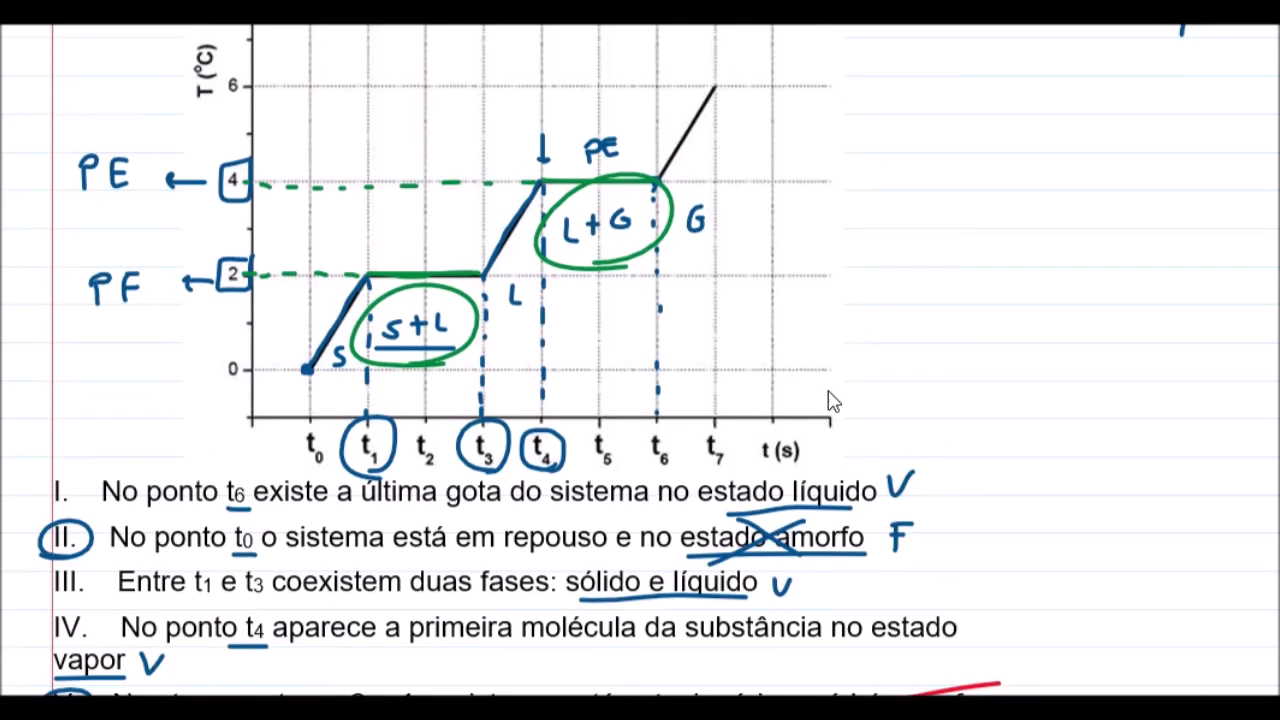 T (°C)
6
PE
PE ← 4
L + G
G
PF ← 2
L
S + L
S
0
t0 t1 t2 t3 t4 t5 t6 t7 t (s)
I. No ponto t6 existe a última gota do sistema no estado líquido V
II. No ponto t0 o sistema está em repouso e no estado amorfo F
III. Entre t1 e t3 coexistem duas fases: sólido e líquido V
IV. No ponto t4 aparece a primeira molécula da substância no estado
vapor V